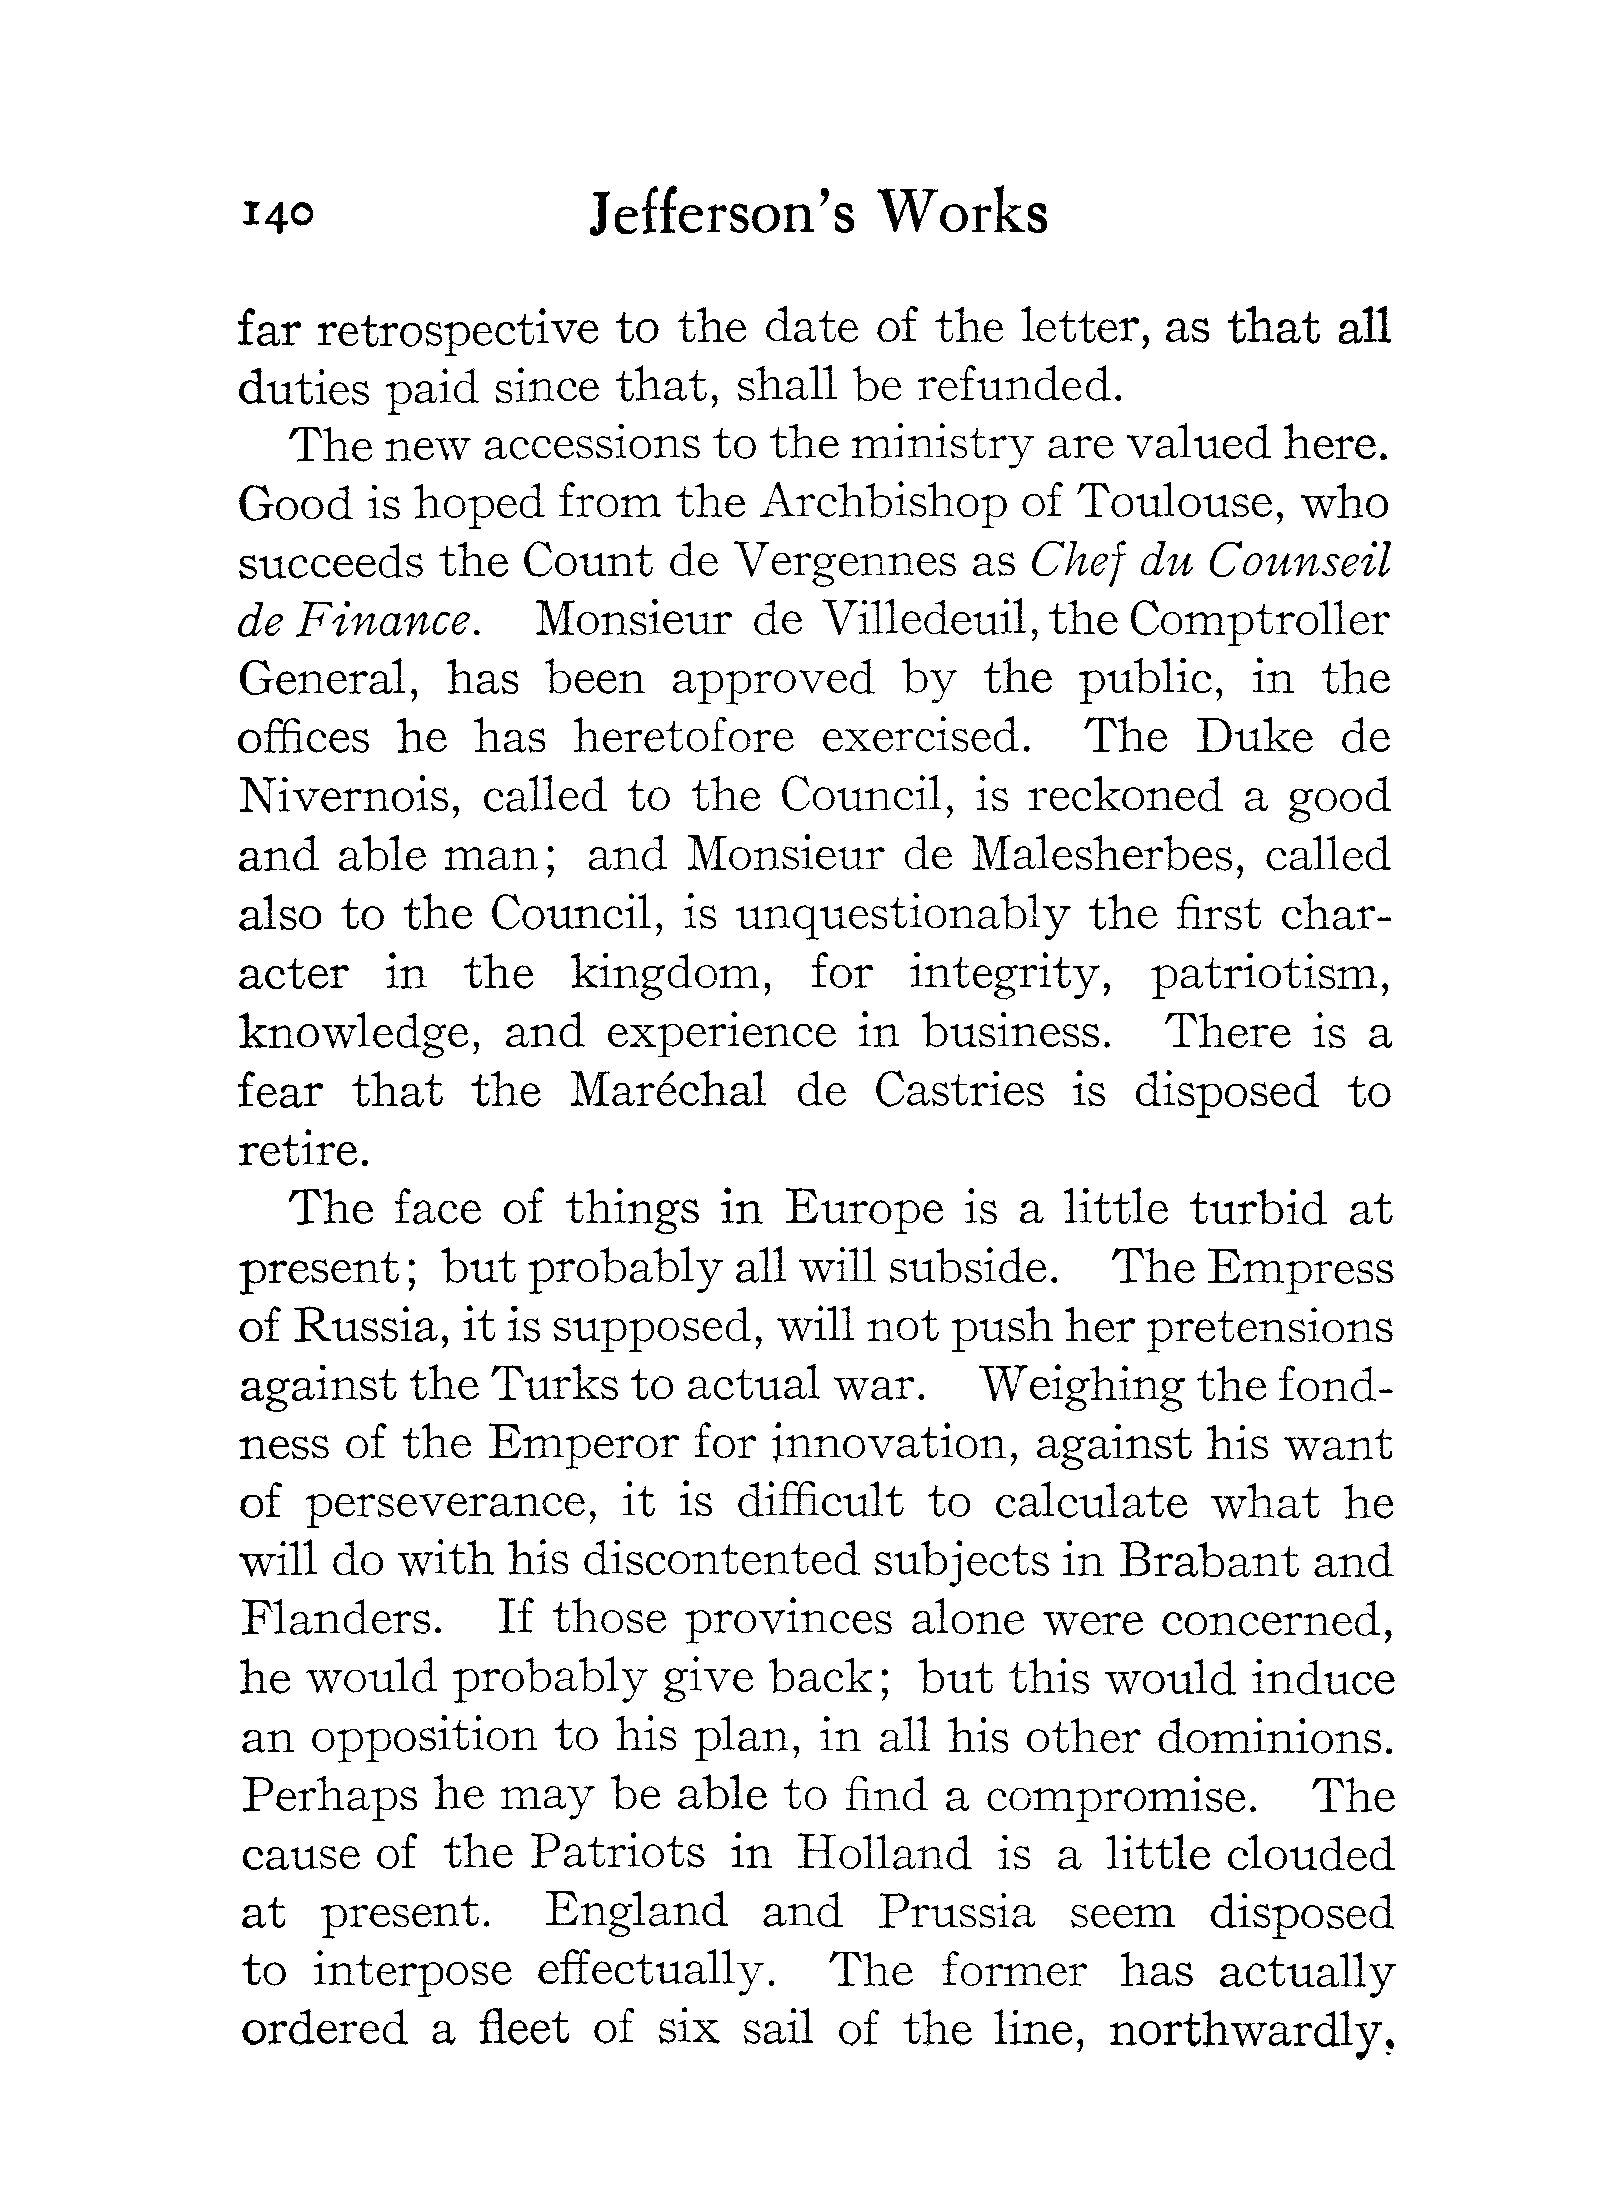 140 Jefferson's Works
far retrospective to the date of the letter, as that all
duties paid since that, shall be refunded.
The new accessions to the ministry are valued here.
Good is hoped from the Archbishop of Toulouse, who
succeeds the Count de Vergennes as Chef du Counseil
de Finance. Monsieur de Villedeuil, the Comptroller
General, has been approved by the public, in the
offices he has heretofore exercised. The Duke de
Nivernois, called to the Council, is reckoned a good
and able man; and Monsieur de Malesherbes, called
also to the Council, is unquestionably the first char-
acter in the kingdom, for integrity, patriotism,
knowledge, and experience in business. There is a
fear that the Maréchal de Castries is disposed to
retire.
The face of things in Europe is a little turbid at
present; but probably all will subside. The Empress
of Russia, it is supposed, will not push her pretensions
against the Turks to actual war. Weighing the fond-
ness of the Emperor for innovation, against his want
of perseverance, it is difficult to calculate what he
will do with his discontented subjects in Brabant and
Flanders. If those provinces alone were concerned,
he would probably give back; but this would induce
an opposition to his plan, in all his other dominions.
Perhaps he may be able to find a compromise. The
cause of the Patriots in Holland is a little clouded
at present. England and Prussia seem disposed
to interpose effectually. The former has actually
ordered a fleet of six sail of the line, northwardly,